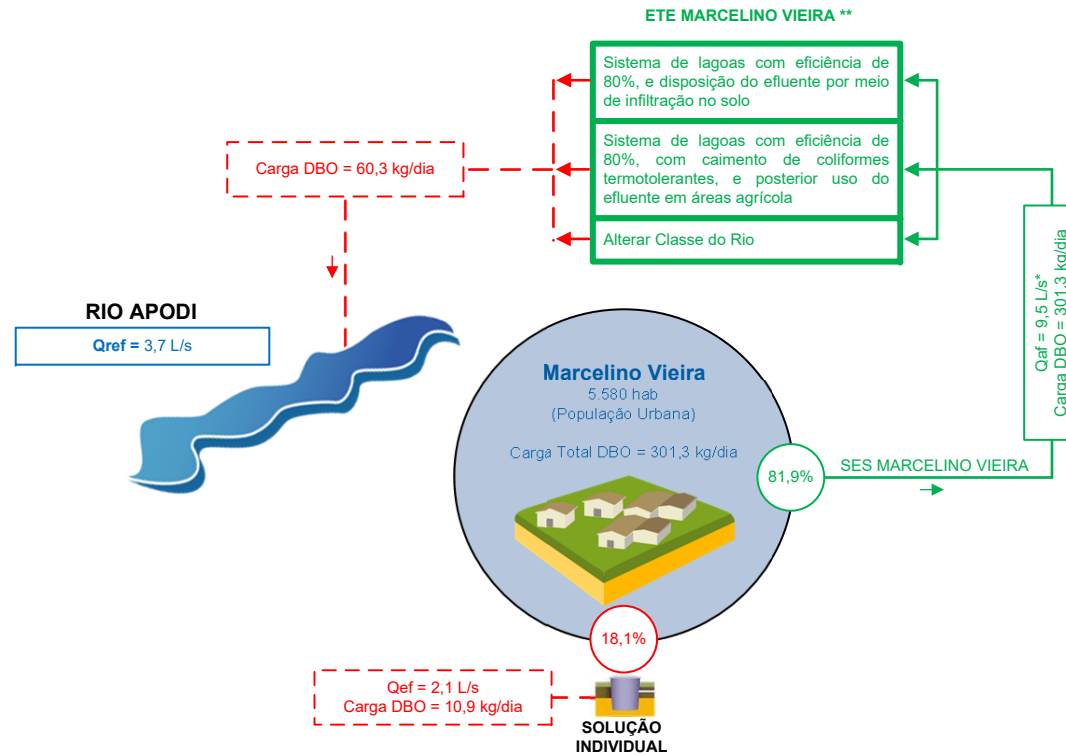 ETE MARCELINO VIEIRA **
Sistema de lagoas com eficiência de
80%, e disposição do efluente por meio
de infiltração no solo
Sistema de lagoas com eficiência de
80%, com caimento de coliformes
termotolerantes, e posterior uso do
efluente em áreas agrícola
Alterar Classe do Rio
Carga DBO = 60,3 kg/dia
Qaf = 9,5 L/s*
Carga DBO = 301,3 kg/dia
RIO APODI
Qref = 3,7 L/s
Marcelino Vieira
5.580 hab
(População Urbana)
Carga Total DBO = 301,3 kg/dia
81,9%
SES MARCELINO VIEIRA
18,1%
Qef = 2,1 L/s
Carga DBO = 10,9 kg/dia
SOLUÇÃO
INDIVIDUAL